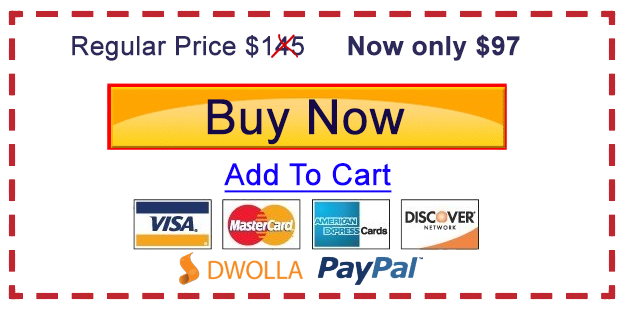 Regular Price $145 Now only $97
Buy Now
Add To Cart
VISA MasterCard AMERICAN EXPRESS Cards DISCOVER NETWORK
DWOLLA PayPal™